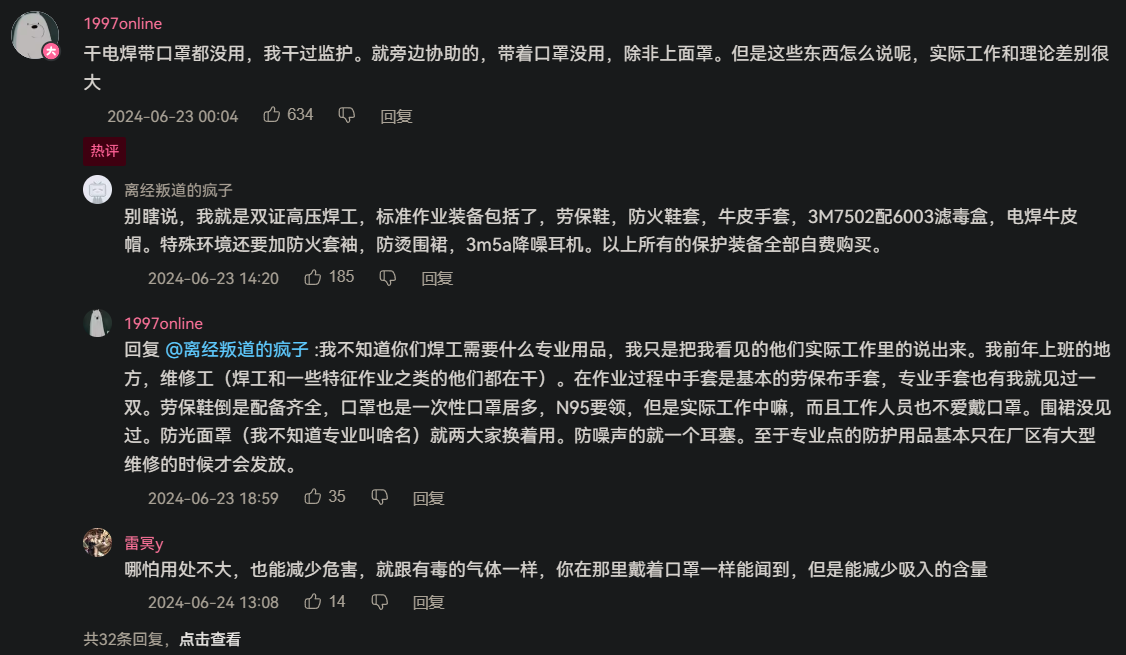 1997online
大
干电焊带口罩都没用，我干过监护。就旁边协助的，带着口罩没用，除非上面罩。但是这些东西怎么说呢，实际工作和理论差别很
大
2024-06-23 00:04 634 回复
热评
离经叛道的疯子
别瞎说，我就是双证高压焊工，标准作业装备包括了，劳保鞋，防火鞋套，牛皮手套，3M7502配6003滤毒盒，电焊牛皮
帽。特殊环境还要加防火套袖，防烫围裙，3m5a降噪耳机。以上所有的保护装备全部自费购买。
2024-06-23 14:20 185 回复
1997online
回复 @离经叛道的疯子 :我不知道你们焊工需要什么专业用品，我只是把我看见的他们实际工作里的说出来。我前年上班的地
方，维修工（焊工和一些特征作业之类的他们都在干）。在作业过程中手套是基本的劳保布手套，专业手套也有我就见过一
双。劳保鞋倒是配备齐全，口罩也是一次性口罩居多，N95要领，但是实际工作中嘛，而且工作人员也不爱戴口罩。围裙没见
过。防光面罩（我不知道专业叫啥名）就两大家换着用。防噪声的就一个耳塞。至于专业点的防护用品基本只在厂区有大型
维修的时候才会发放。
2024-06-23 18:59 35 回复
雷冥y
哪怕用处不大，也能减少危害，就跟有毒的气体一样，你在那里戴着口罩一样能闻到，但是能减少吸入的含量
2024-06-24 13:08 14 回复
共32条回复，点击查看